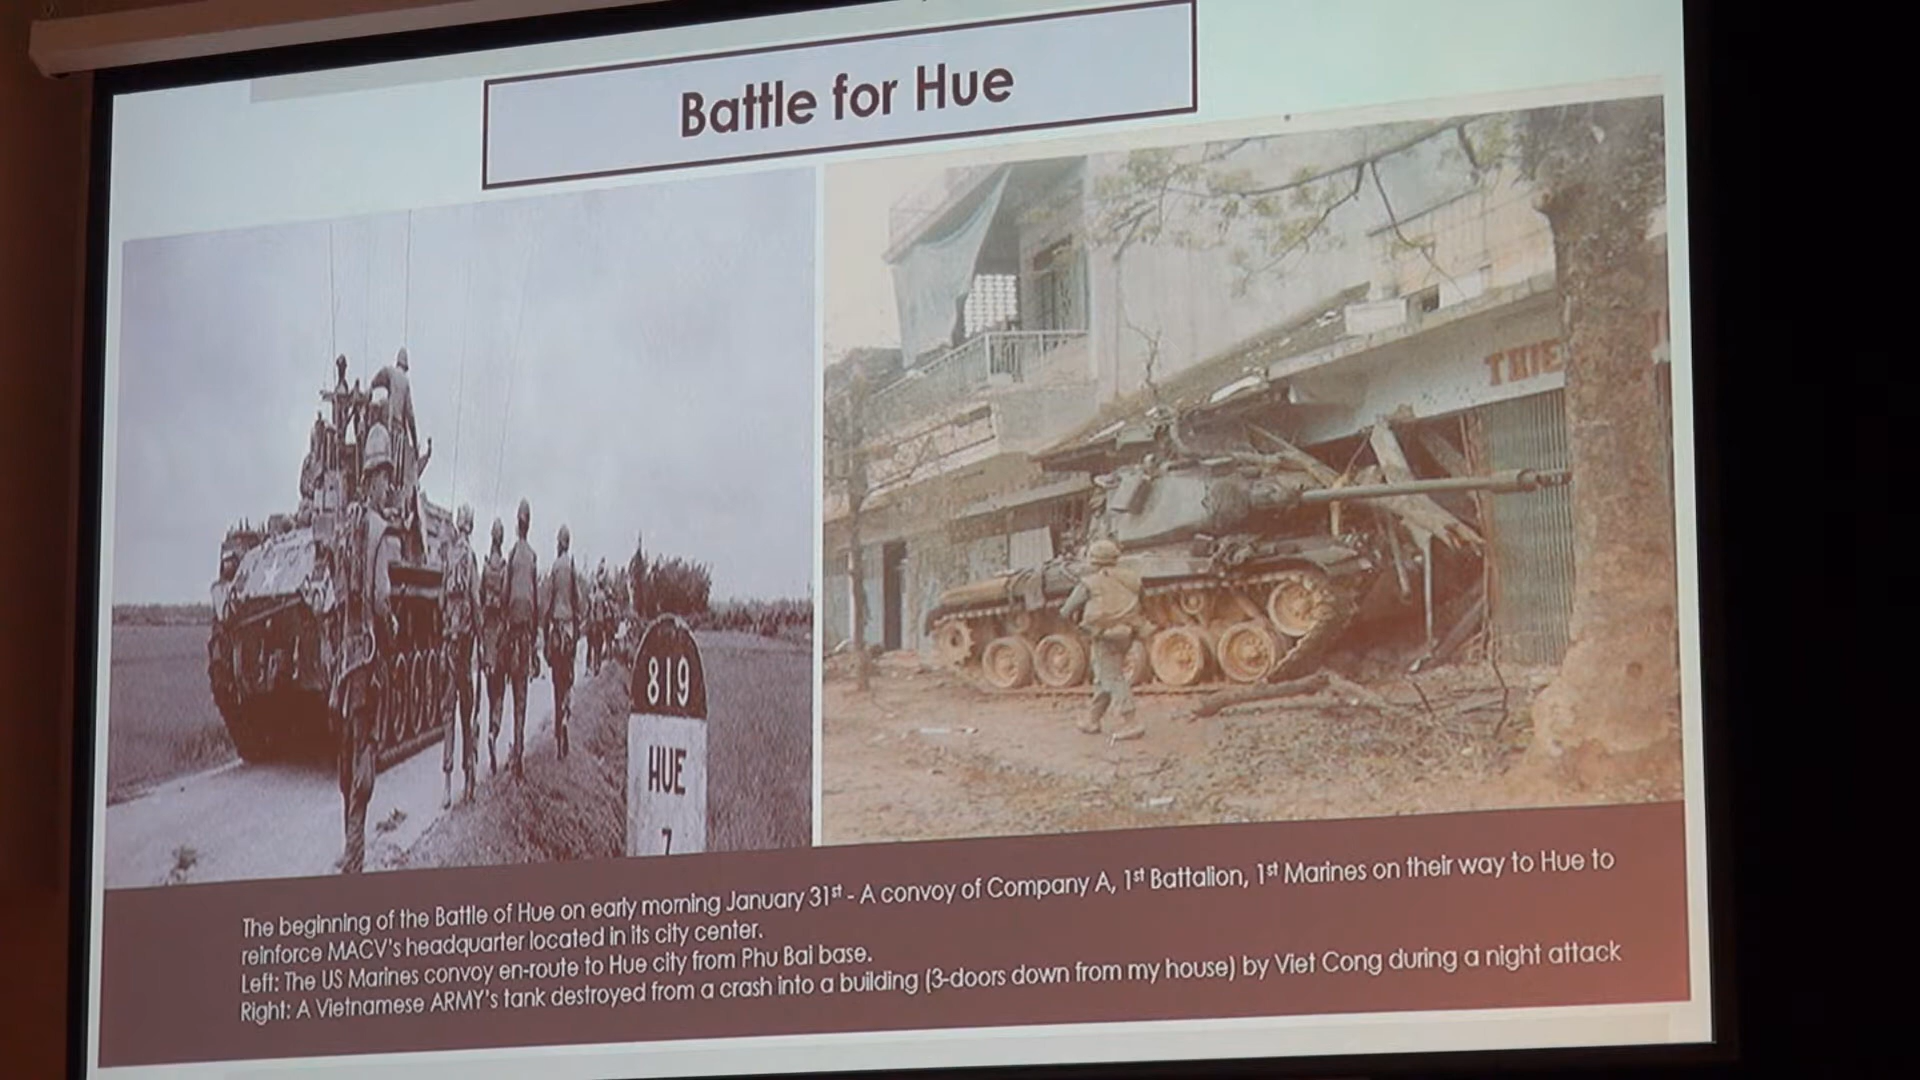 Battle for Hue
TRIE
819
HUE
7
The beginning of the Battle of Hue on early morning January 31st - A convoy of Company A, 1st Battalion, 1st Marines on their way to Hue to
reinforce MACV's headquarter located in its city center.
Left: The US Marines convoy en-route to Hue city from Phu Bai base.
Right: A Vietnamese ARMY's tank destroyed from a crash into a building (3-doors down from my house) by Viet Cong during a night attack